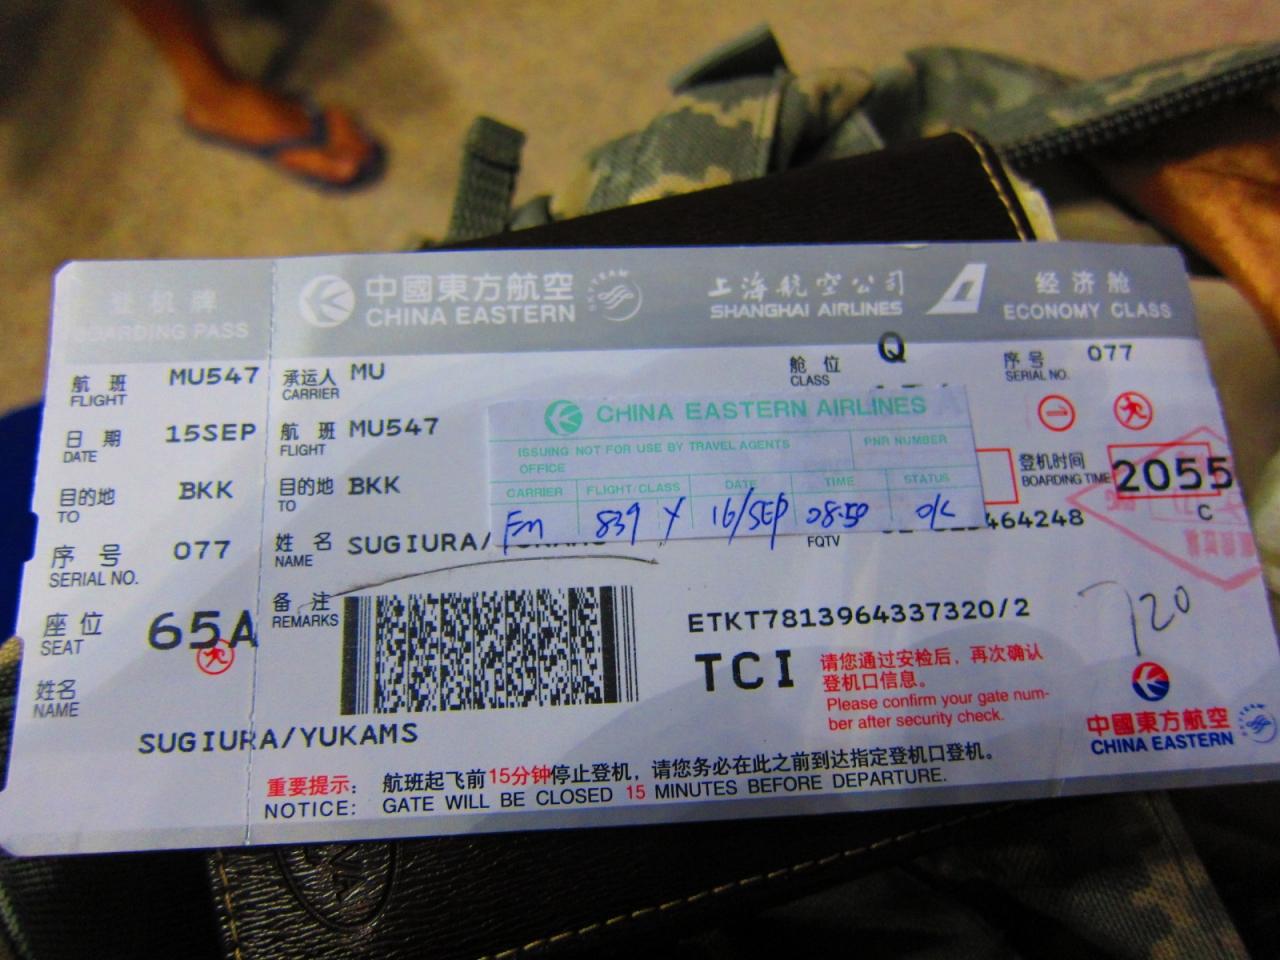 登机牌
BOARDING PASS
中國東方航空
CHINA EASTERN
SKYTEAM
上海航空公司
SHANGHAI AIRLINES
经济舱
ECONOMY CLASS
航班 FLIGHT MU547
日期 DATE 15SEP
目的地 TO BKK
序号 SERIAL NO. 077
座位 SEAT 65A
姓名 NAME
SUGIURA/YUKAMS
承运人 CARRIER MU
航班 FLIGHT MU547
目的地 TO BKK
姓名 NAME SUGIURA/
备注 REMARKS
舱位 CLASS Q
序号 SERIAL NO. 077
登机时间 BOARDING TIME 2055
C
CHINA EASTERN AIRLINES
ISSUING OFFICE NOT FOR USE BY TRAVEL AGENTS
PNR NUMBER
CARRIER FLIGHT/CLASS DATE TIME STATUS
Fm 839 Y 16/SEP 08:50 O/K
464248
FQTV
ETKT7813964337320/2
TCI
720
请您通过安检后，再次确认
登机口信息。
Please confirm your gate num-
ber after security check.
中國東方航空
CHINA EASTERN
重要提示： 航班起飞前15分钟停止登机，请您务必在此之前到达指定登机口登机。
NOTICE: GATE WILL BE CLOSED 15 MINUTES BEFORE DEPARTURE.